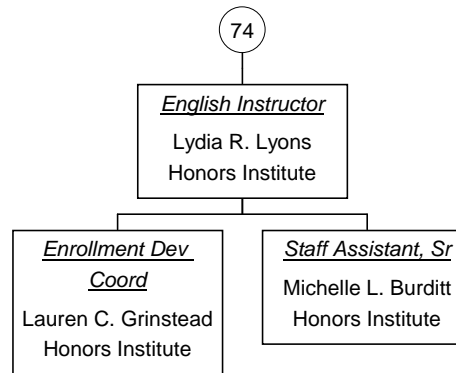 74
English Instructor
Lydia R. Lyons
Honors Institute
Enrollment Dev
Coord
Lauren C. Grinstead
Honors Institute
Staff Assistant, Sr
Michelle L. Burditt
Honors Institute